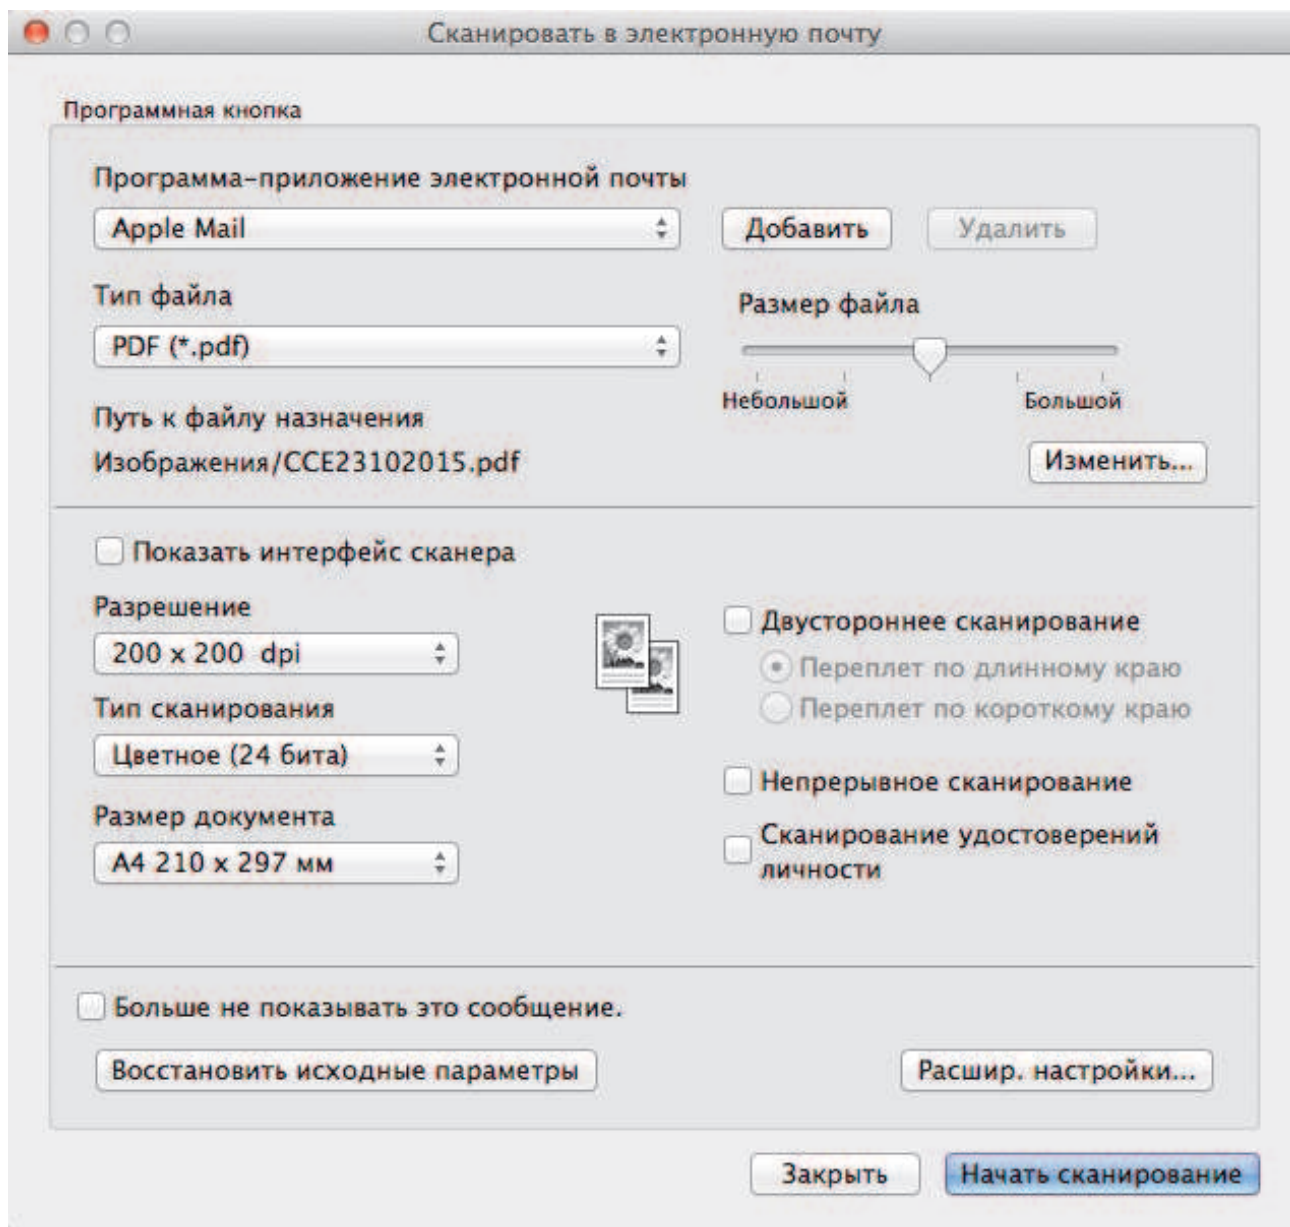 Сканировать в электронную почту
Программная кнопка
Программа-приложение электронной почты
Apple Mail
Добавить
Удалить
Тип файла
Размер файла
PDF (*.pdf)
Небольшой
Большой
Путь к файлу назначения
Изображения/CCE23102015.pdf
Изменить...
Показать интерфейс сканера
Разрешение
200 x 200 dpi
Двустороннее сканирование
Переплет по длинному краю
Переплет по короткому краю
Тип сканирования
Цветное (24 бита)
Непрерывное сканирование
Размер документа
A4 210 x 297 мм
Сканирование удостоверений
личности
Больше не показывать это сообщение.
Восстановить исходные параметры
Расшир. настройки...
Закрыть
Начать сканирование